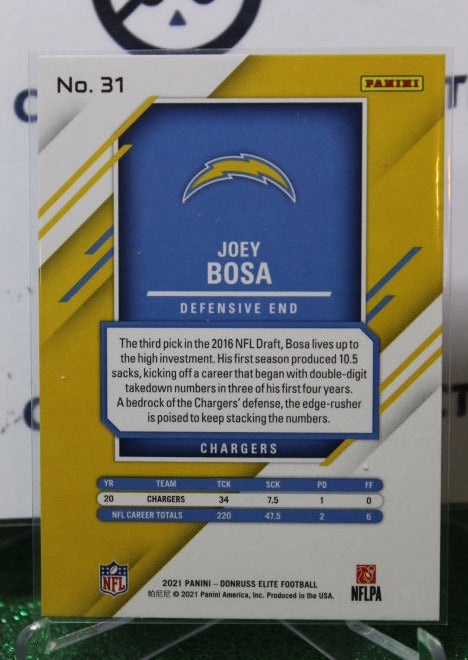 No. 31
PANINI
JOEY
BOSA
DEFENSIVE END
The third pick in the 2016 NFL Draft, Bosa lives up to
the high investment. His first season produced 10.5
sacks, kicking off a career that began with double-digit
takedown numbers in three of his first four years.
A bedrock of the Chargers' defense, the edge-rusher
is poised to keep stacking the numbers.
CHARGERS
YR TEAM TCK SCK PD FF
20 CHARGERS 34 7.5 1 0
NFL CAREER TOTALS 220 47.5 2 6
NFL
2021 PANINI – DONRUSS ELITE FOOTBALL
帕尼尼 © 2021 Panini America, Inc. Produced in the USA.
NFLPA